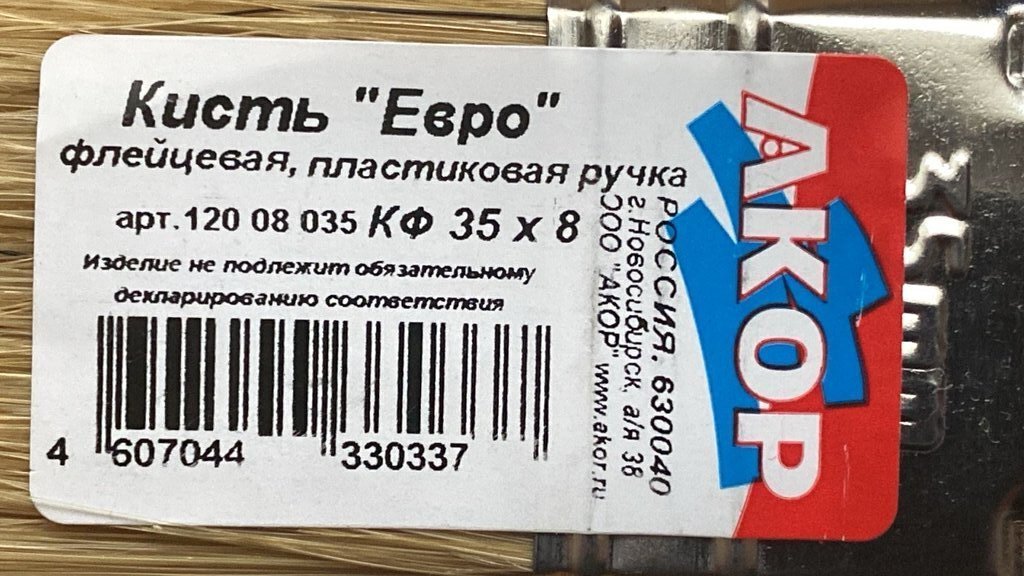 Кисть "Евро"
флейцевая, пластиковая ручка
арт.120 08 035 КФ 35 х 8
Изделие не подлежит обязательному
декларированию соответствия
4 607044 330337
РОССИЯ. 630040
г.Новосибирск, а/я 38
ООО "АКОР" www.akor.ru
АКОР